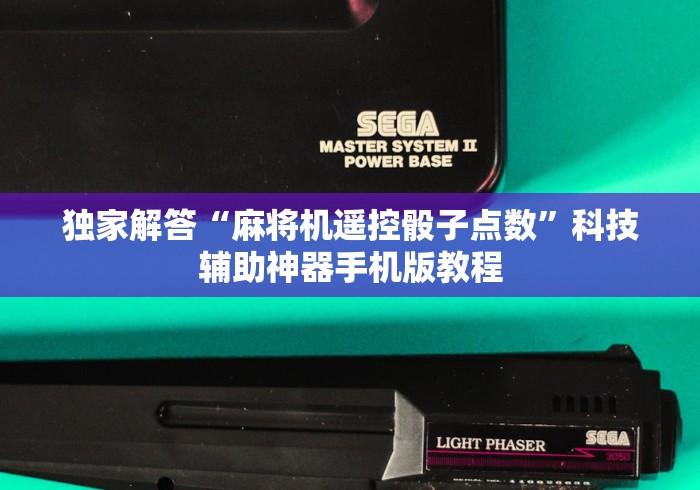 SEGA
MASTER SYSTEM II
POWER BASE
独家解答“麻将机遥控骰子点数”科技
辅助神器手机版教程
LIGHT PHASER
SEGA
3050